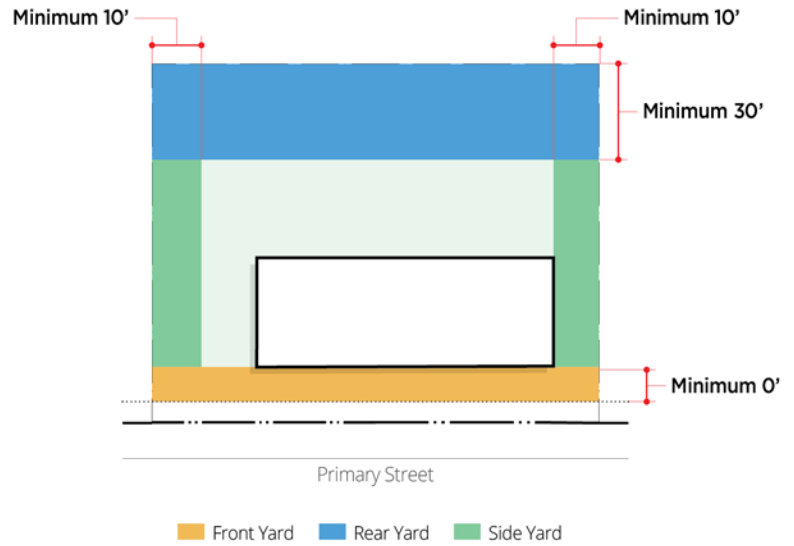 Minimum 10’
Minimum 10’
Minimum 30’
Minimum 0’
Primary Street
Front Yard
Rear Yard
Side Yard